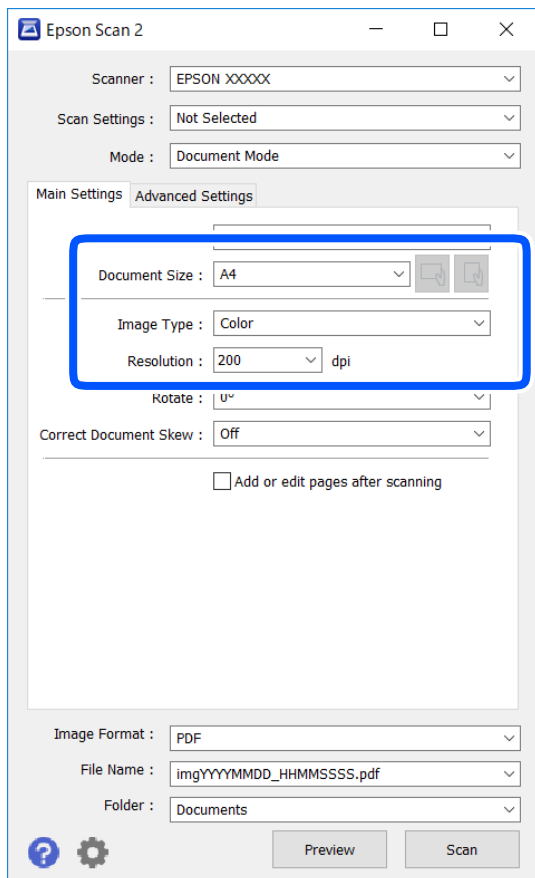 Epson Scan 2
Scanner : EPSON XXXXX
Scan Settings : Not Selected
Mode : Document Mode
Main Settings Advanced Settings
Document Size : A4
Image Type : Color
Resolution : 200 dpi
Rotate : 0°
Correct Document Skew : Off
Add or edit pages after scanning
Image Format : PDF
File Name : imgYYYYMMDD_HHMMSSSS.pdf
Folder : Documents
? Preview Scan